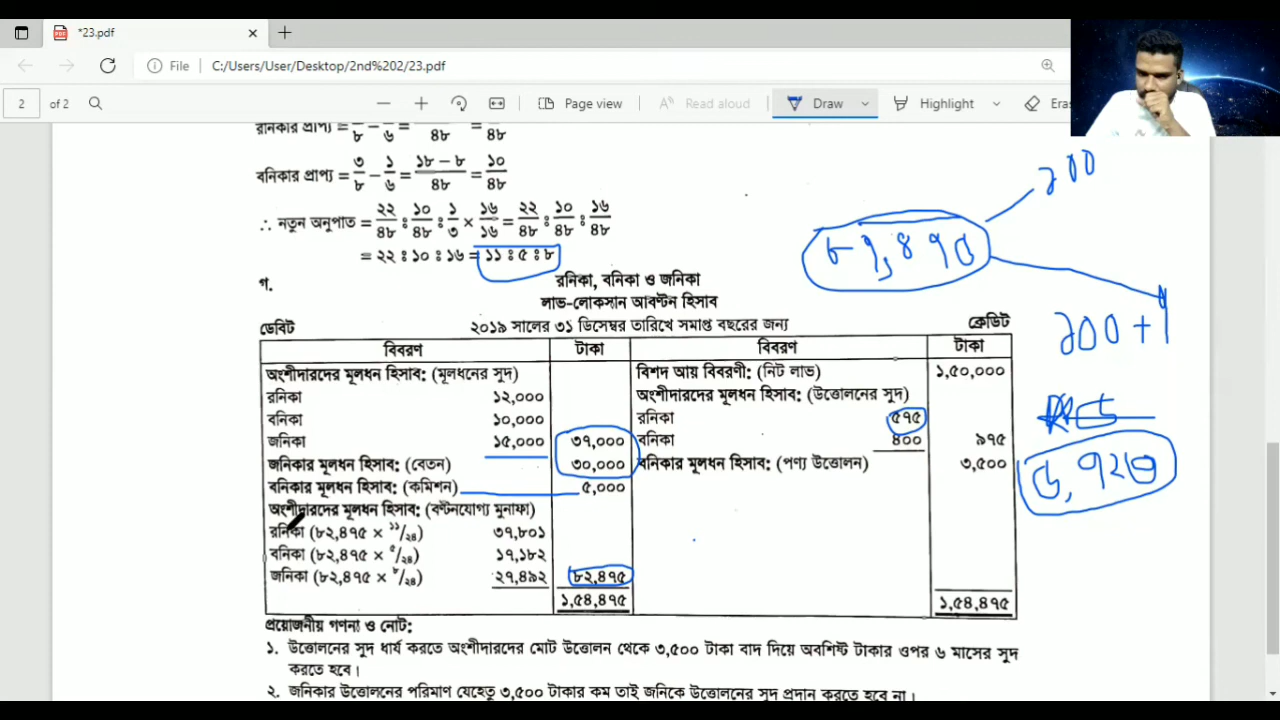 *23.pdf
File C:/Users/User/Desktop/2nd%202/23.pdf
2 of 2 Page view Read aloud Draw Highlight Eras
রনিকার প্রাপ্য = ৮ − ৬ = ৪৮ = ৪৮
বনিকার প্রাপ্য = ৩/৮ − ১/৬ = ১৮ − ৮/৪৮ = ১০/৪৮
∴ নতুন অনুপাত = ২২/৪৮ : ১০/৪৮ : ১/৩ × ১৬/১৬ = ২২/৪৮ : ১০/৪৮ : ১৬/৪৮
= ২২ : ১০ : ১৬ = ১১ : ৫ : ৮
২০০
৮৭,৪৭৫
গ. রনিকা, বনিকা ও জনিকা
লাভ-লোকসান আবণ্টন হিসাব
ডেবিট ২০১৯ সালের ৩১ ডিসেম্বর তারিখে সমাপ্ত বছরের জন্য ক্রেডিট
বিবরণ টাকা বিবরণ টাকা
অংশীদারদের মূলধন হিসাব: (মূলধনের সুদ) বিশদ আয় বিবরণী: (নিট লাভ) ১,৫০,০০০
রনিকা ১২,০০০ অংশীদারদের মূলধন হিসাব: (উত্তোলনের সুদ)
বনিকা ১০,০০০ রনিকা ৫৭৫
জনিকা ১৫,০০০ ৩৭,০০০ বনিকা ৪০০ ৯৭৫
জনিকার মূলধন হিসাব: (বেতন) ৩০,০০০ বনিকার মূলধন হিসাব: (পণ্য উত্তোলন) ৩,৫০০
বনিকার মূলধন হিসাব: (কমিশন) ৫,০০০
অংশীদারদের মূলধন হিসাব: (বণ্টনযোগ্য মুনাফা)
রনিকা (৮২,৪৭৫ × ১১/২৪) ৩৭,৮০১
বনিকা (৮২,৪৭৫ × ৫/২৪) ১৭,১৮২
জনিকা (৮২,৪৭৫ × ৮/২৪) ২৭,৪৯২ ৮২,৪৭৫
১,৫৪,৪৭৫ ১,৫৪,৪৭৫
প্রয়োজনীয় গণনা ও নোট:
১. উত্তোলনের সুদ ধার্য করতে অংশীদারদের মোট উত্তোলন থেকে ৩,৫০০ টাকা বাদ দিয়ে অবশিষ্ট টাকার ওপর ৬ মাসের সুদ
করতে হবে।
২. জনিকার উত্তোলনের পরিমাণ যেহেতু ৩,৫০০ টাকার কম তাই জনিকে উত্তোলনের সুদ প্রদান করতে হবে না।